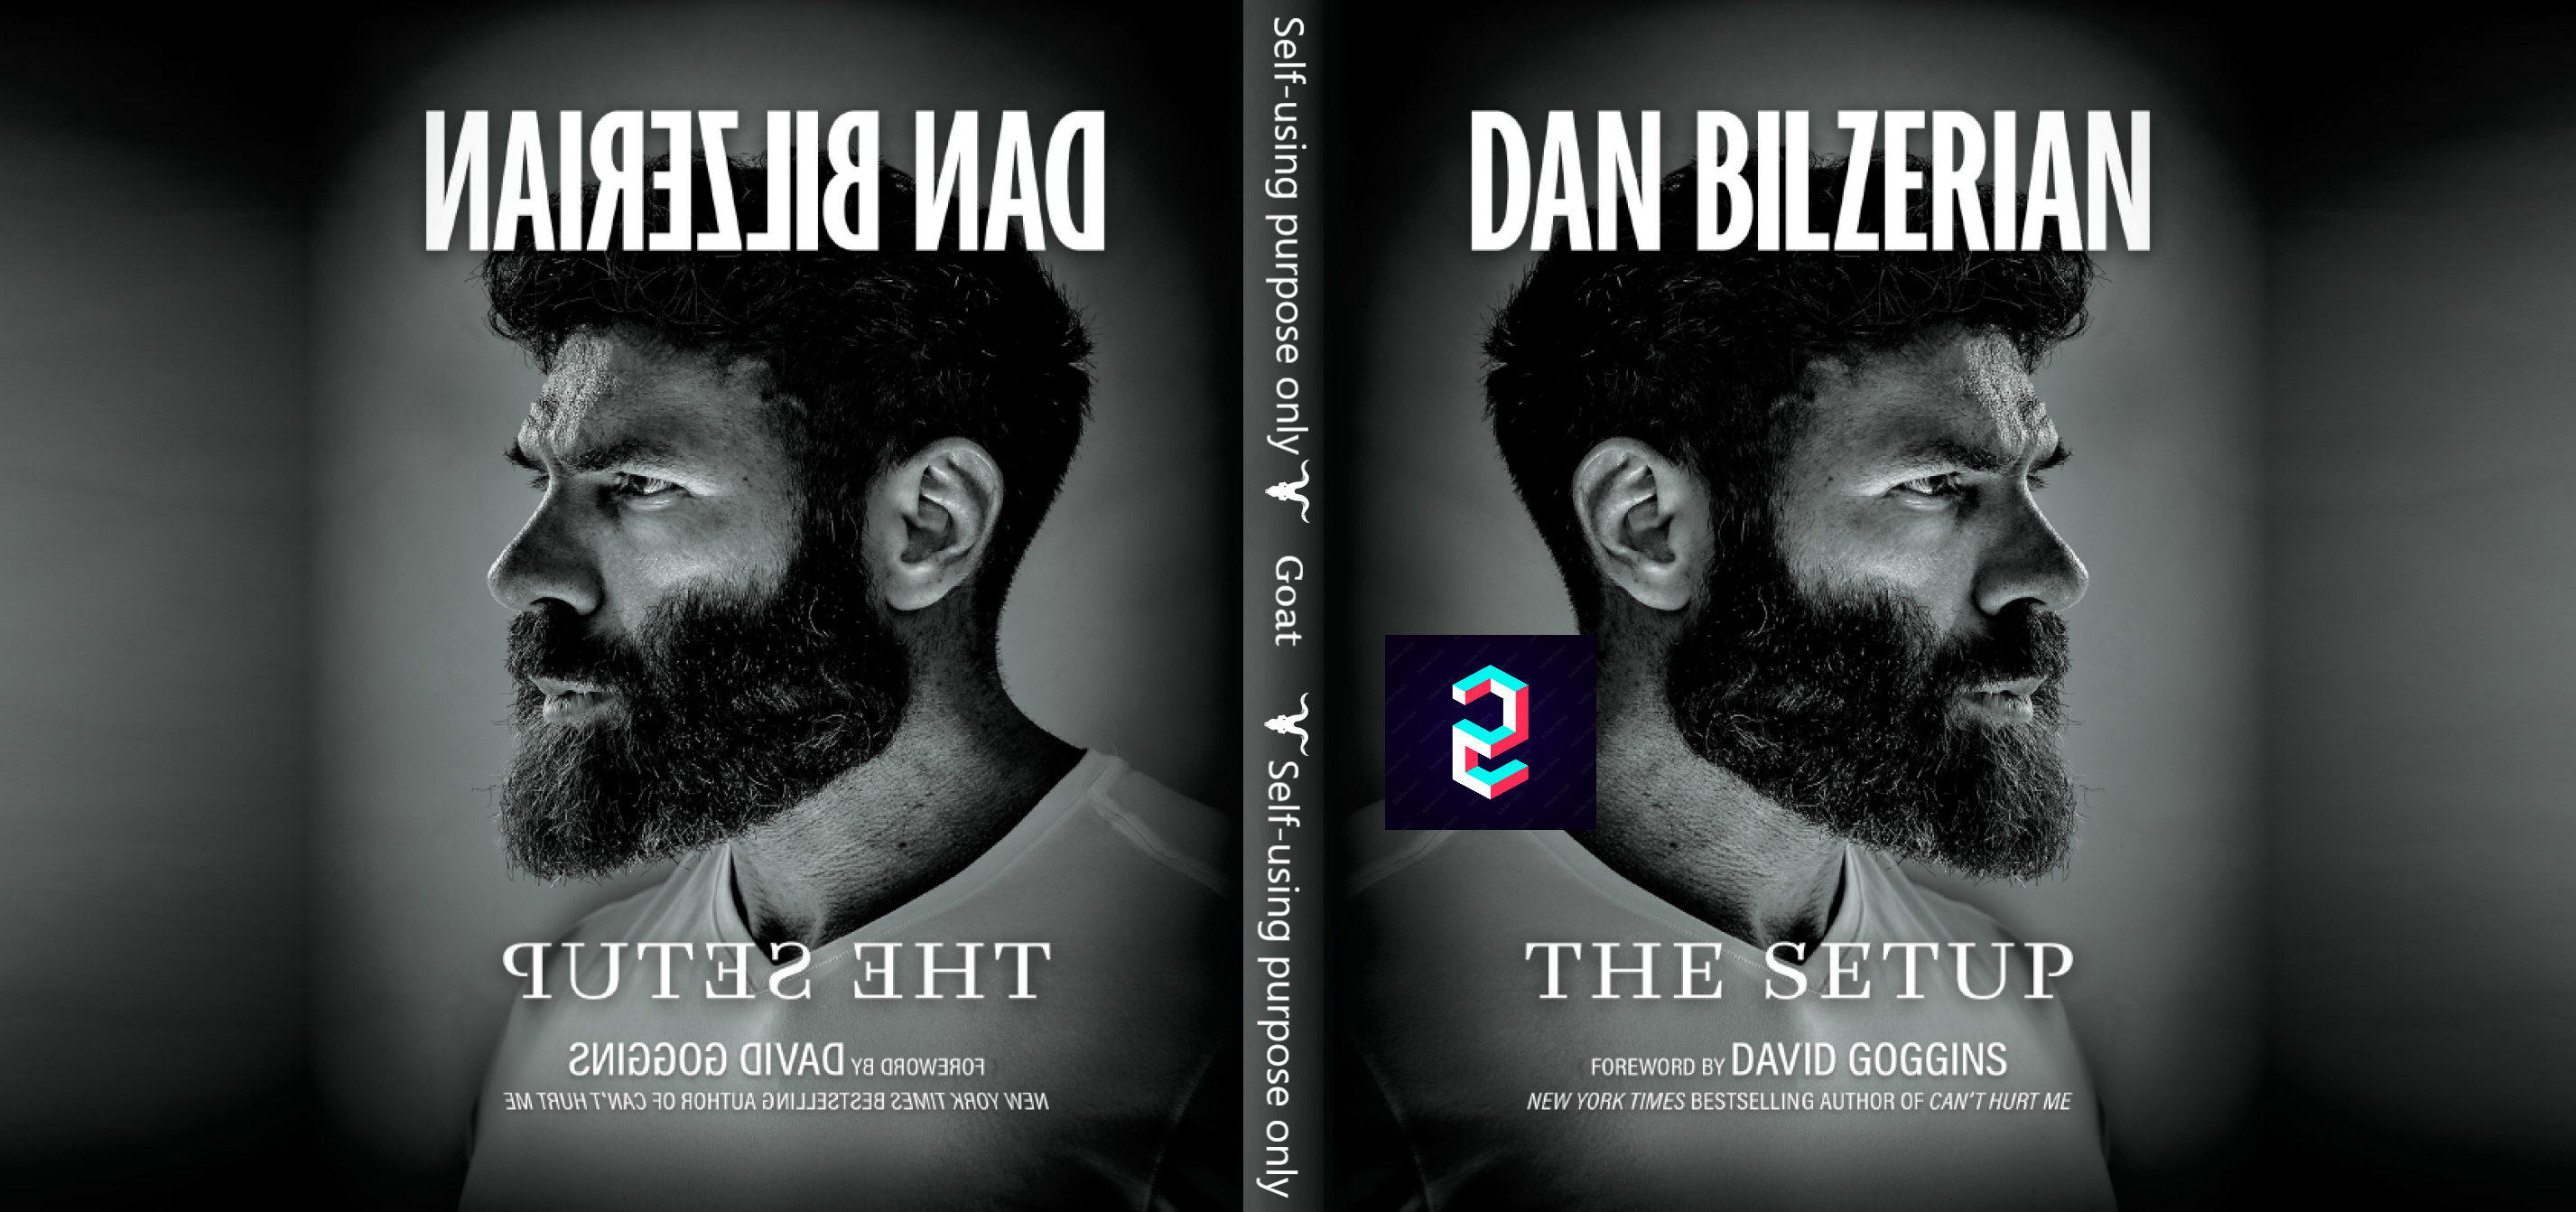 DAN BILZERIAN
THE SETUP
FOREWORD BY DAVID GOGGINS
NEW YORK TIMES BESTSELLING AUTHOR OF CAN'T HURT ME
Self-using purpose only Goat Self-using purpose only
DAN BILZERIAN
THE SETUP
FOREWORD BY DAVID GOGGINS
NEW YORK TIMES BESTSELLING AUTHOR OF CAN'T HURT ME